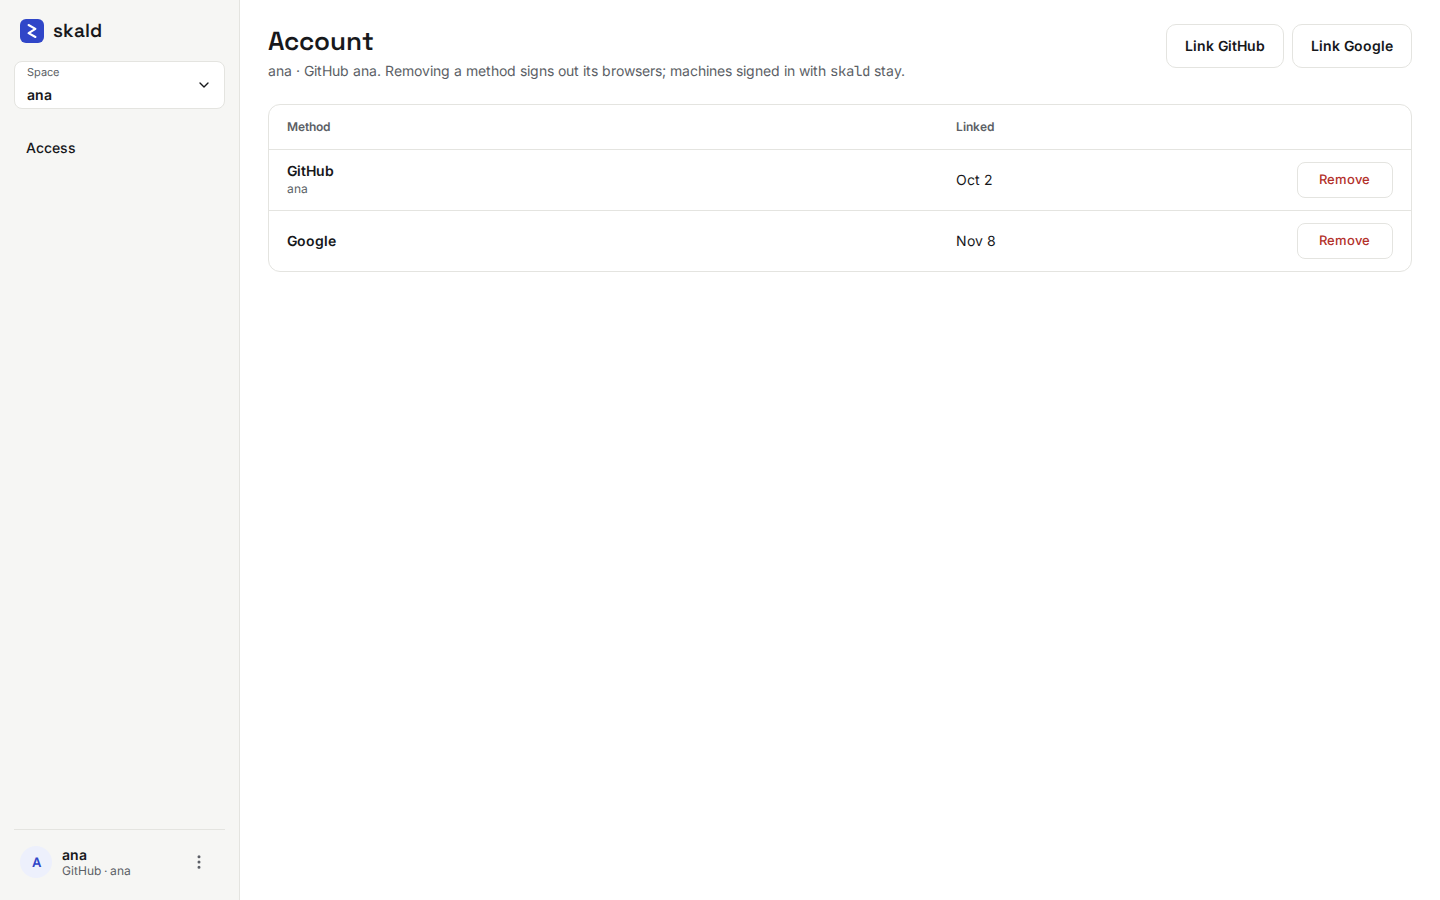 skald
Space
ana
Access
Account
ana · GitHub ana. Removing a method signs out its browsers; machines signed in with skald stay.
Link GitHub
Link Google
Method
Linked
GitHub
ana
Oct 2
Remove
Google
Nov 8
Remove
A
ana
GitHub · ana